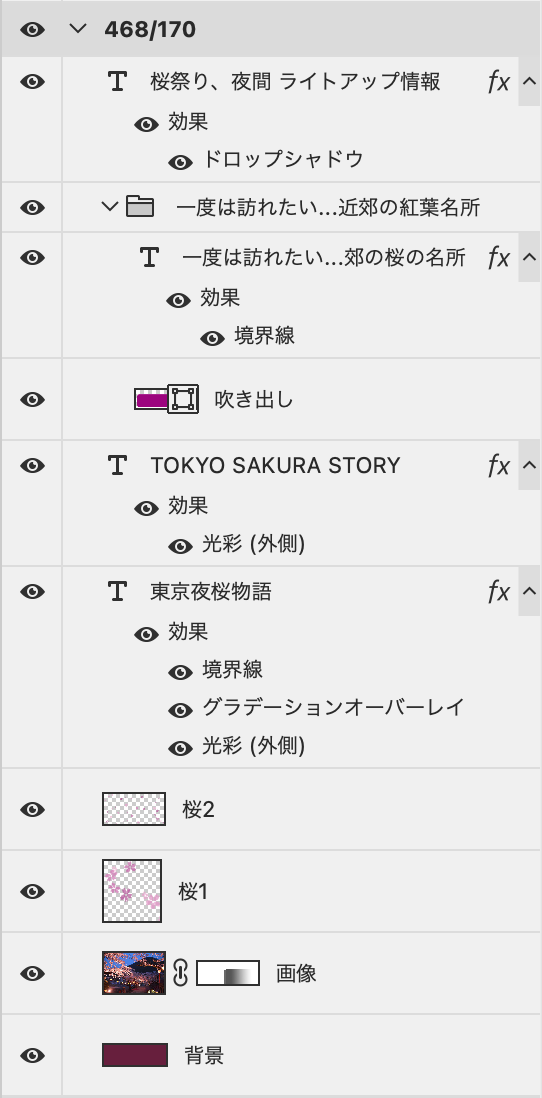 468/170
桜祭り、夜間 ライトアップ情報 fx
効果
ドロップシャドウ
一度は訪れたい...近郊の紅葉名所
一度は訪れたい...郊の桜の名所 fx
効果
境界線
吹き出し
TOKYO SAKURA STORY fx
効果
光彩 (外側)
東京夜桜物語 fx
効果
境界線
グラデーションオーバーレイ
光彩 (外側)
桜2
桜1
画像
背景